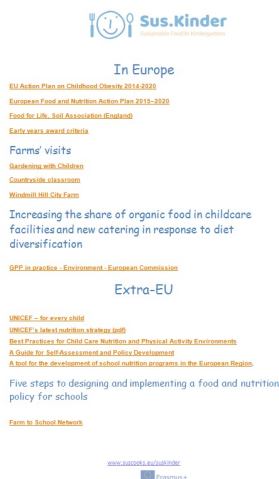 Sus.Kinder
Sustainable Food in Kindergartens
In Europe
EU Action Plan on Childhood Obesity 2014-2020
European Food and Nutrition Action Plan 2015–2020
Food for Life, Soil Association (England)
Early years award criteria
Farms’ visits
Gardening with Children
Countryside classroom
Windmill Hill City Farm
Increasing the share of organic food in childcare
facilities and new catering in response to diet
diversification
GPP in practice - Environment - European Commission
Extra-EU
UNICEF – for every child
UNICEF’s latest nutrition strategy (pdf)
Best Practices for Child Care Nutrition and Physical Activity Environments
A Guide for Self-Assessment and Policy Development
A tool for the development of school nutrition programs in the European Region.
Five steps to designing and implementing a food and nutrition
policy for schools
Farm to School Network
www.suscooks.eu/suskinder
Erasmus+